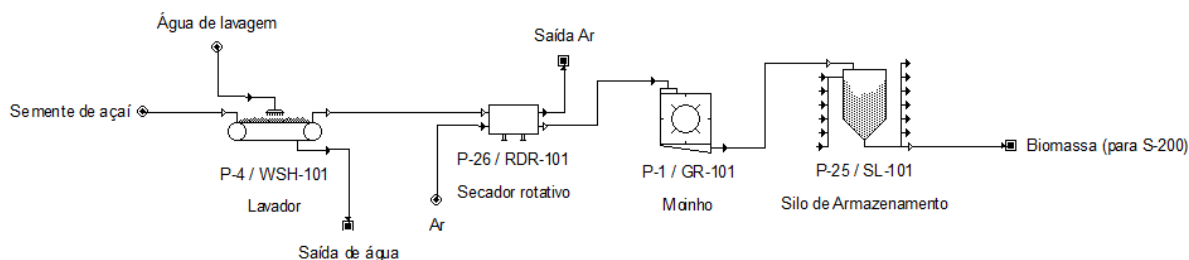 Água de lavagem
Saída Ar
Semente de açaí
Biomassa (para S-200)
P-4 / WSH-101
Lavador
P-26 / RDR-101
Secador rotativo
P-1 / GR-101
Moinho
P-25 / SL-101
Silo de Armazenamento
Ar
Saída de água